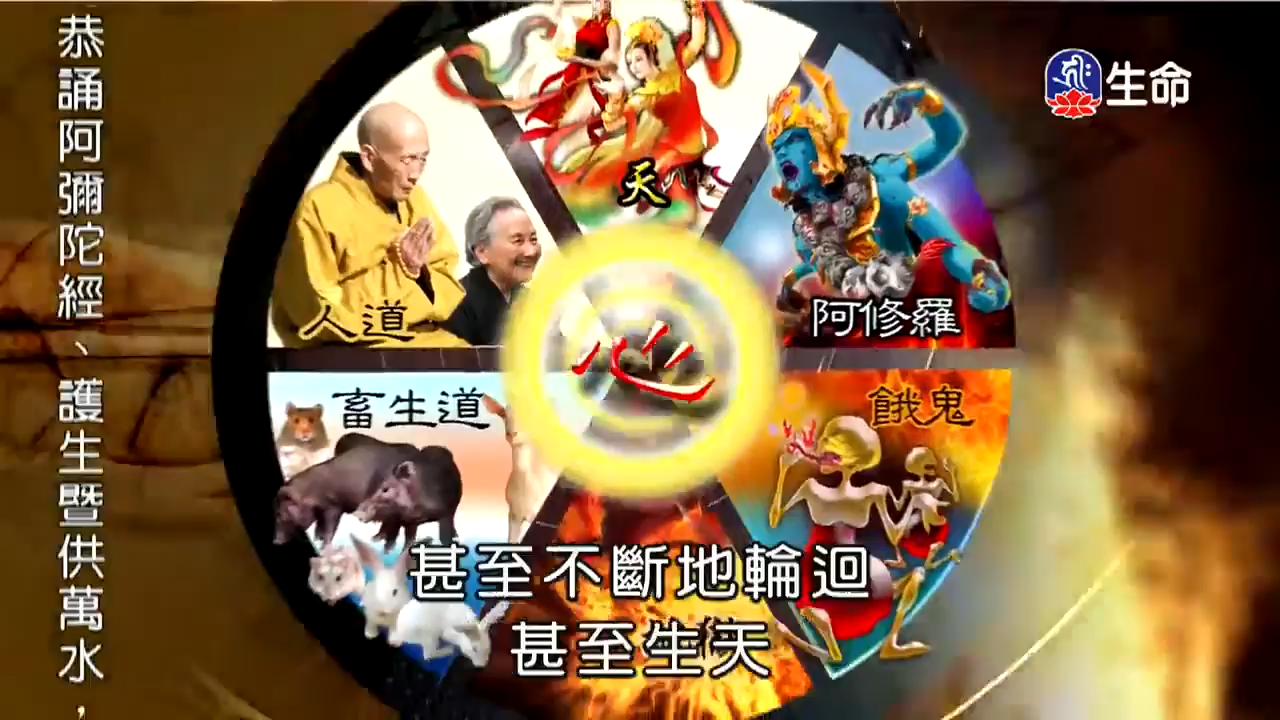 恭誦阿彌陀經、護生暨供萬水，
生命
天
人道
阿修羅
心
畜生道
餓鬼
甚至不斷地輪迴
甚至生天